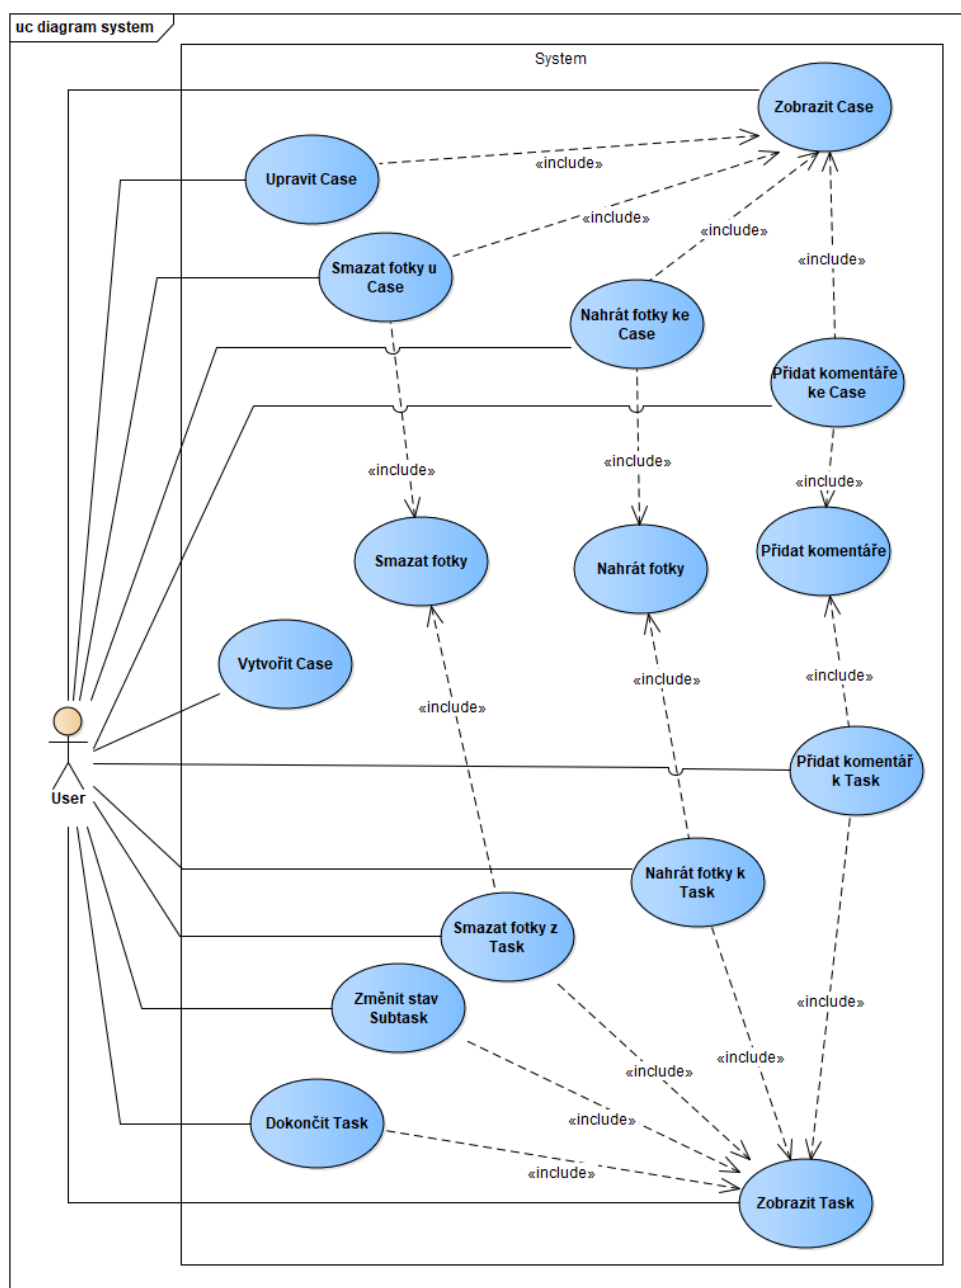 uc diagram system
System
Zobrazit Case
Upravit Case
«include»
«include»
«include»
Smazat fotky u
Case
«include»
Nahrát fotky ke
Case
Přidat komentáře
ke Case
«include»
«include»
«include»
Smazat fotky
Nahrát fotky
Přidat komentáře
Vytvořit Case
«include»
«include»
«include»
User
Přidat komentář
k Task
Nahrát fotky k
Task
Smazat fotky z
Task
Změnit stav
Subtask
«include»
«include»
«include»
«include»
Dokončit Task
«include»
Zobrazit Task